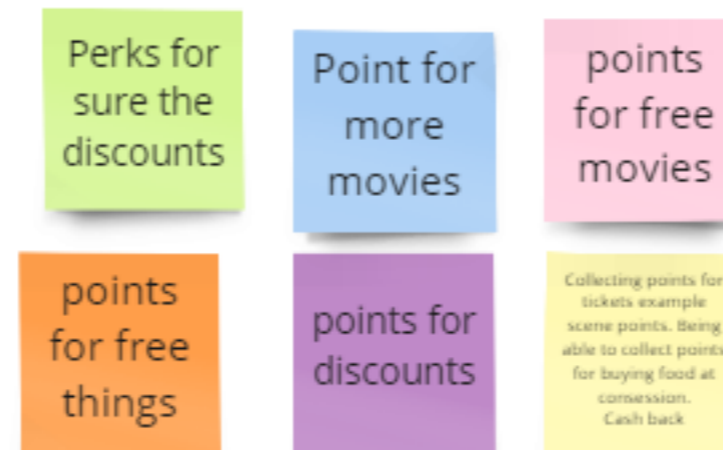 Perks for
sure the
discounts
Point for
more
movies
points
for free
movies
points
for free
things
points for
discounts
Collecting points for
tickets example
scene points. Being
able to collect points
for buying food at
consession.
Cash back